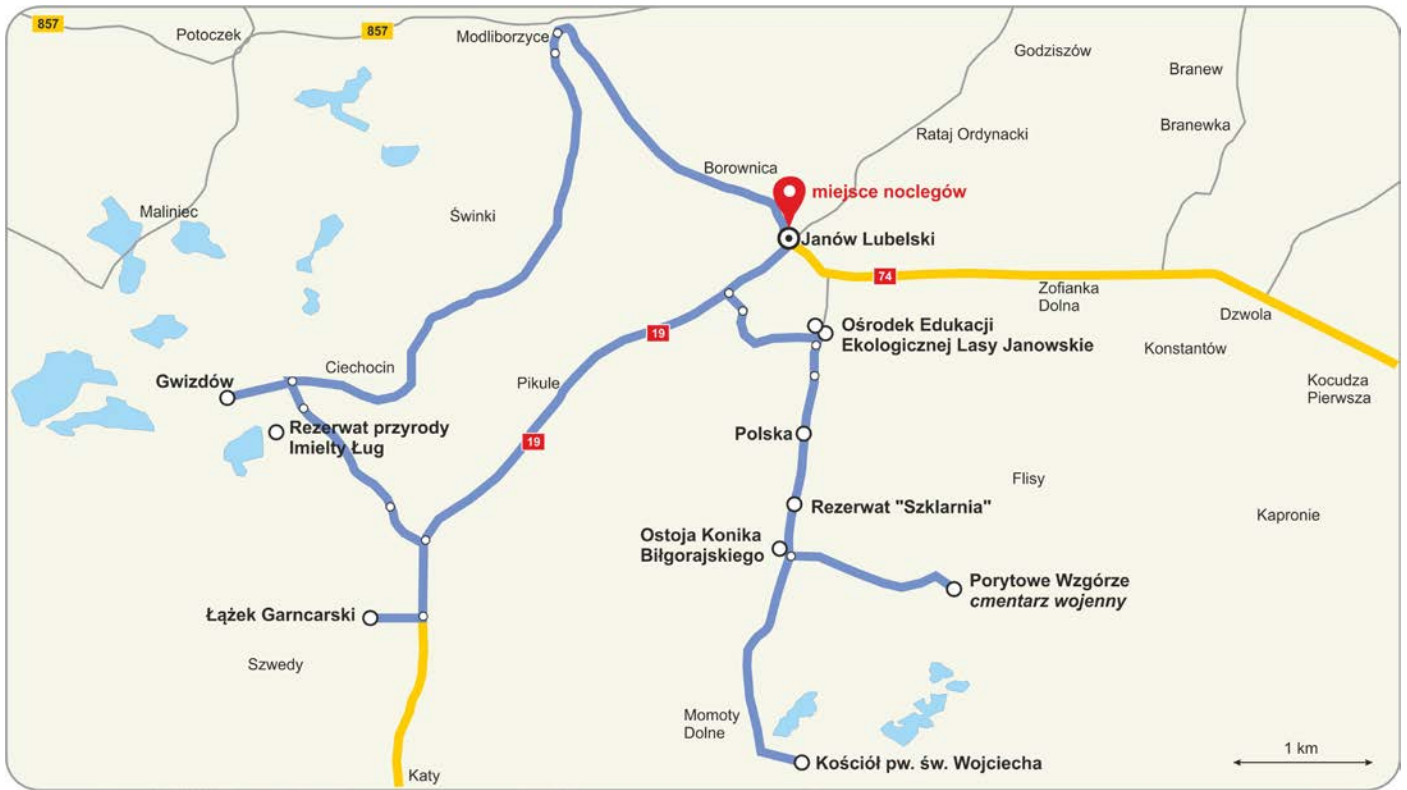 857
Potoczek
857
Modliborzyce
Godziszów
Branew
Branewka
Rataj Ordynacki
Borownica
miejsce noclegów
Maliniec
Świnki
Janów Lubelski
74
Zofianka
Dolna
Dzwola
19
Ośrodek Edukacji
Ekologicznej Lasy Janowskie
Konstantów
Ciechocin
Gwizdów
Pikule
Kocudza
Pierwsza
Rezerwat przyrody
Imielty Ług
19
Polska
Flisy
Rezerwat "Szklarnia"
Kapronie
Ostoja Konika
Biłgorajskiego
Porytowe Wzgórze
cmentarz wojenny
Łążek Garncarski
Szwedy
Momoty
Dolne
Kościół pw. św. Wojciecha
1 km
Katy